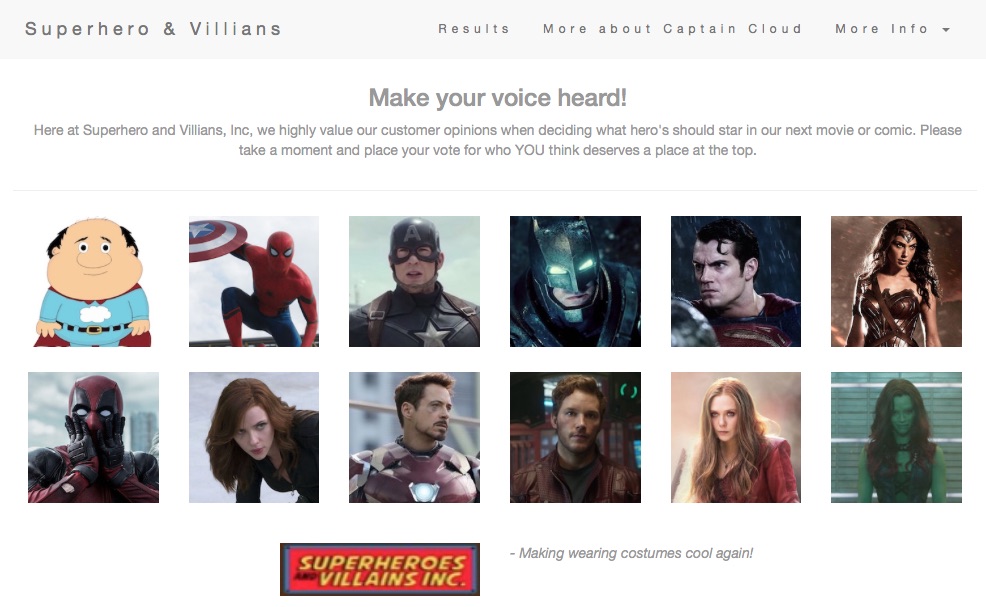 Superhero & Villians
Results
More about Captain Cloud
More Info
Make your voice heard!
Here at Superhero and Villians, Inc, we highly value our customer opinions when deciding what hero's should star in our next movie or comic. Please
take a moment and place your vote for who YOU think deserves a place at the top.
A
SUPERHEROES
AND VILLAINS INC.
- Making wearing costumes cool again!